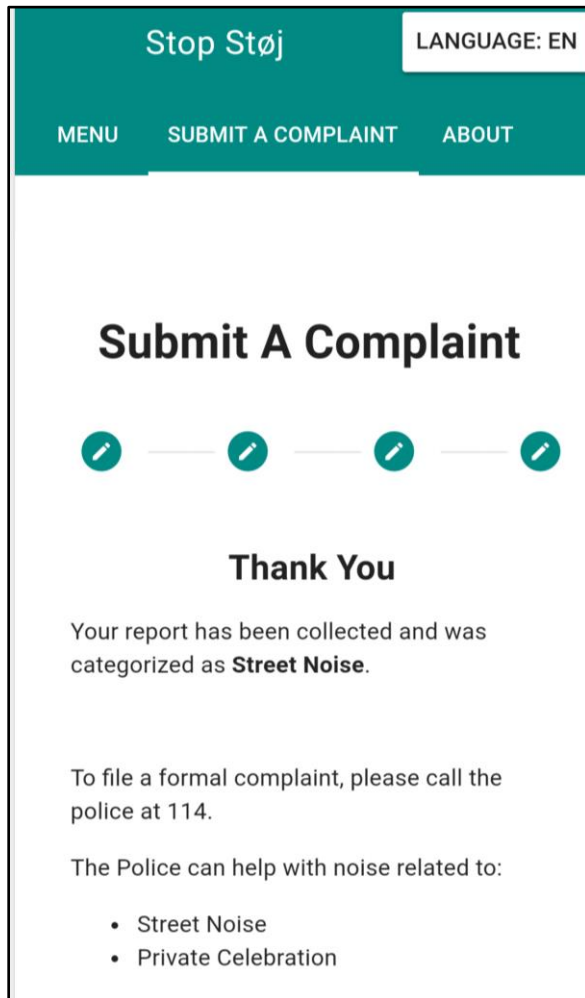 Stop Støj
LANGUAGE: EN
MENU SUBMIT A COMPLAINT ABOUT
Submit A Complaint
Thank You
Your report has been collected and was
categorized as Street Noise.
To file a formal complaint, please call the
police at 114.
The Police can help with noise related to:
• Street Noise
• Private Celebration